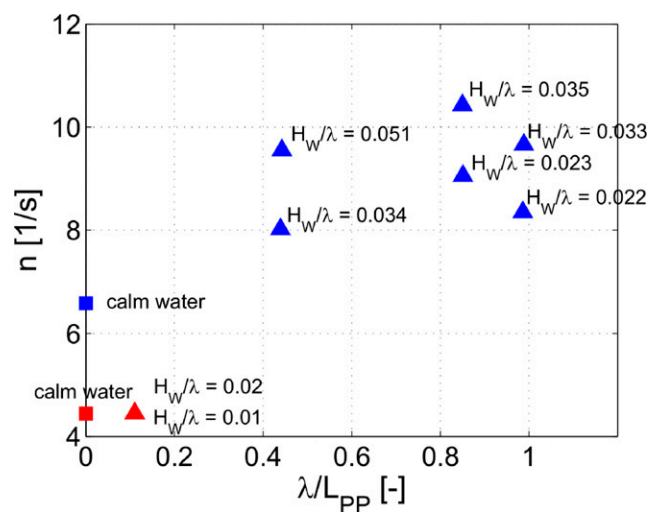 12
H_W/λ = 0.035
10
H_W/λ = 0.051
H_W/λ = 0.033
H_W/λ = 0.023
n [1/s]
8
H_W/λ = 0.034
H_W/λ = 0.022
calm water
6
calm water
H_W/λ = 0.02
H_W/λ = 0.01
4
0 0.2 0.4 0.6 0.8 1
λ/L_PP [-]